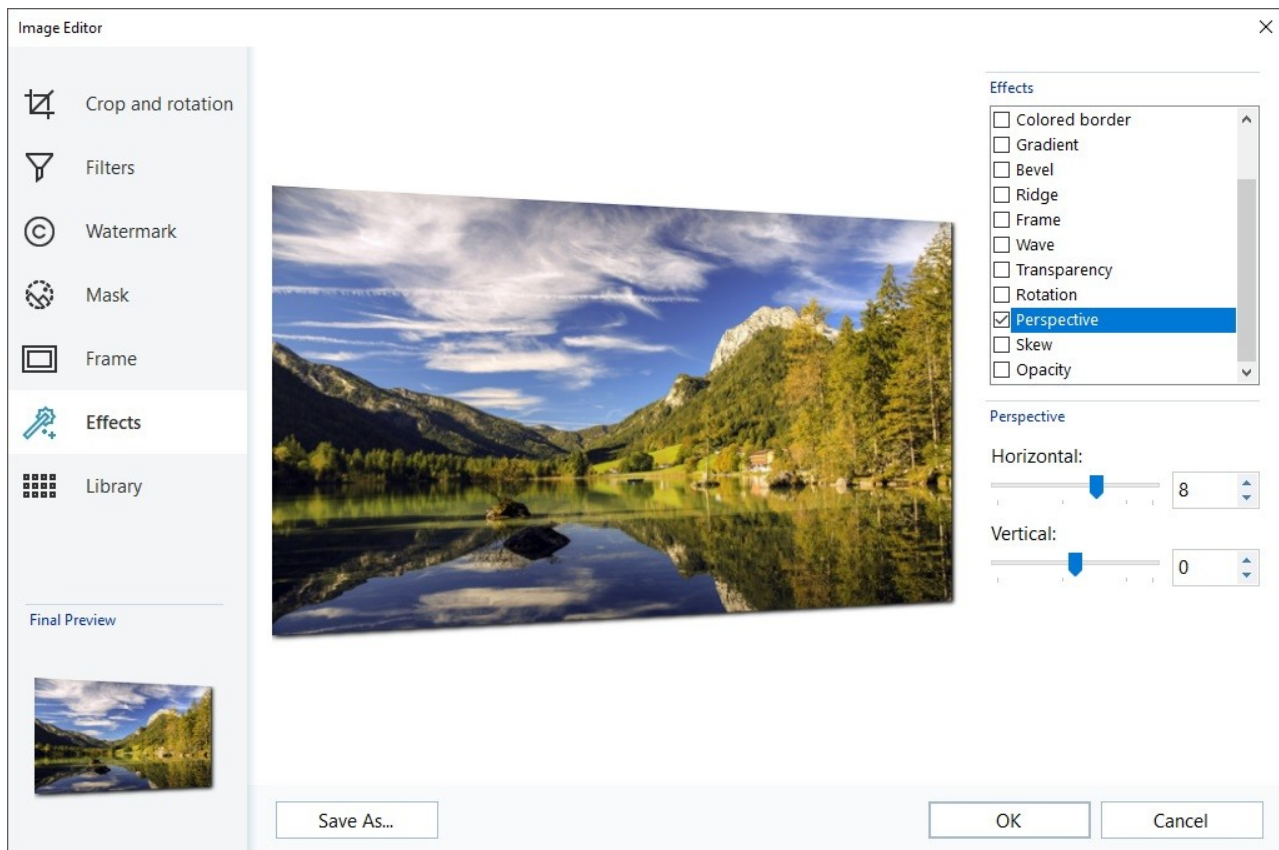 Image Editor
Crop and rotation
Filters
Watermark
Mask
Frame
Effects
Library
Final Preview
Effects
Colored border
Gradient
Bevel
Ridge
Frame
Wave
Transparency
Rotation
Perspective
Skew
Opacity
Perspective
Horizontal:
8
Vertical:
0
Save As...
OK
Cancel